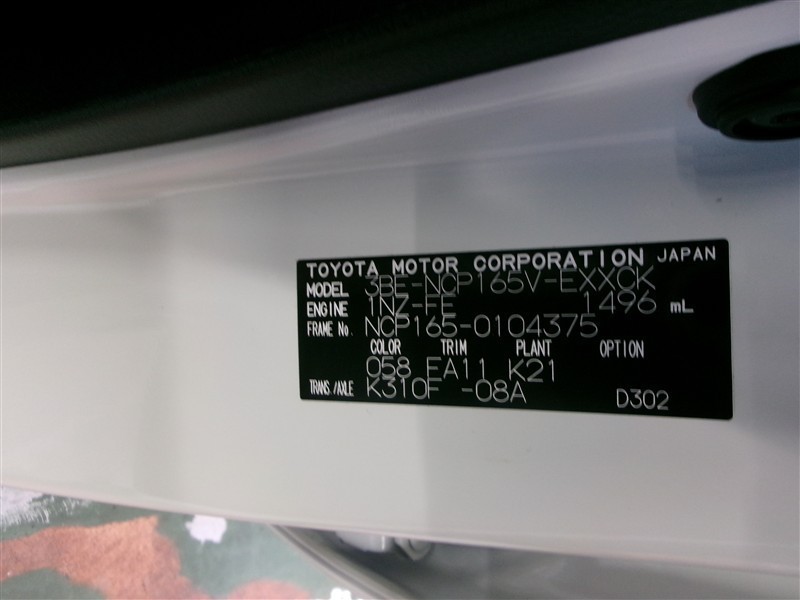 TOYOTA MOTOR CORPORATION JAPAN
MODEL 3BE-NCP165V-EXXCK
ENGINE 1NZ-FE 1496 mL
FRAME No. NCP165-0104375
COLOR TRIM PLANT OPTION
058 FA11 K21
TRANS./AXLE K310F -08A D302